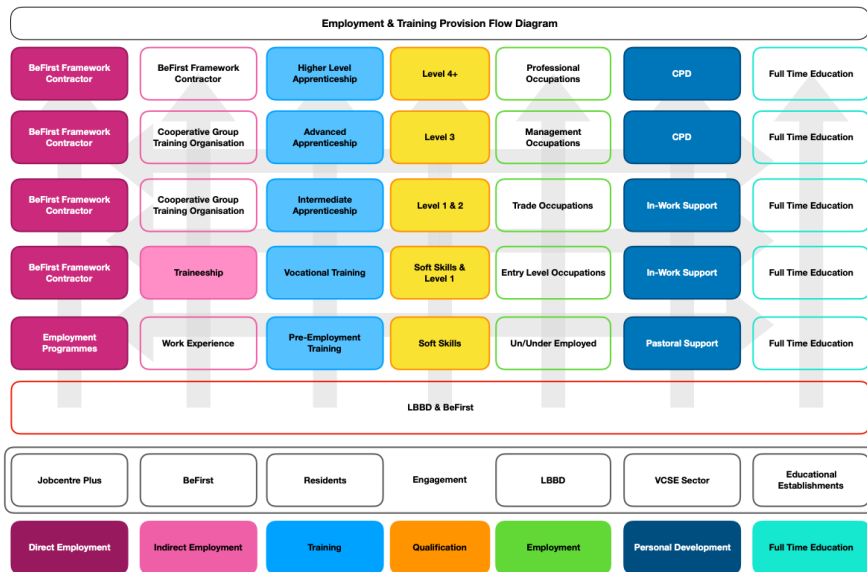 Employment & Training Provision Flow Diagram
BeFirst Framework
Contractor
BeFirst Framework
Contractor
Higher Level
Apprenticeship
Level 4+
Professional
Occupations
CPD
Full Time Education
BeFirst Framework
Contractor
Cooperative Group
Training Organisation
Advanced
Apprenticeship
Level 3
Management
Occupations
CPD
Full Time Education
BeFirst Framework
Contractor
Cooperative Group
Training Organisation
Intermediate
Apprenticeship
Level 1 & 2
Trade Occupations
In-Work Support
Full Time Education
BeFirst Framework
Contractor
Traineeship
Vocational Training
Soft Skills &
Level 1
Entry Level Occupations
In-Work Support
Full Time Education
Employment
Programmes
Work Experience
Pre-Employment
Training
Soft Skills
Un/Under Employed
Pastoral Support
Full Time Education
LBBD & BeFirst
Jobcentre Plus
BeFirst
Residents
Engagement
LBBD
VCSE Sector
Educational
Establishments
Direct Employment
Indirect Employment
Training
Qualification
Employment
Personal Development
Full Time Education